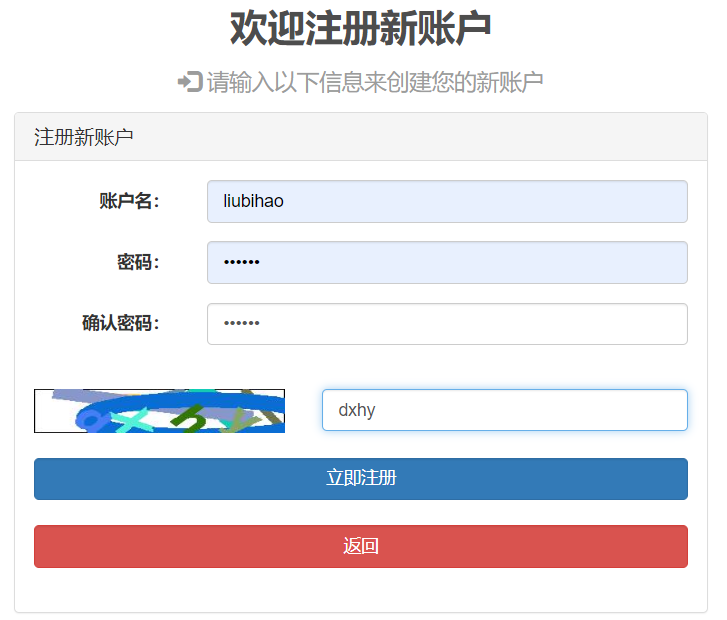 欢迎注册新账户
请输入以下信息来创建您的新账户
注册新账户
账户名： liubihao
密码： ••••••
确认密码： ••••••
dxhy
立即注册
返回